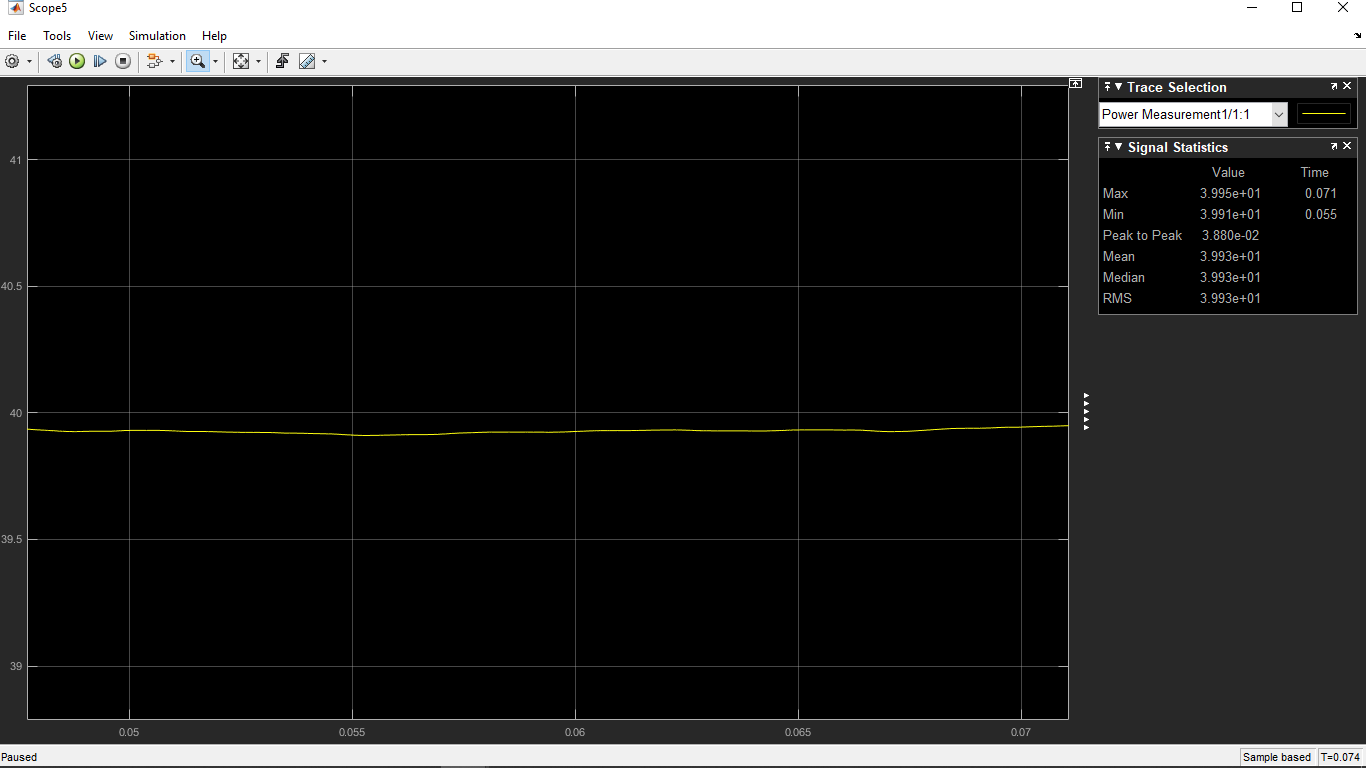 Scope5
File Tools View Simulation Help
Trace Selection
Power Measurement1/1:1
Signal Statistics
Value Time
Max 3.995e+01 0.071
Min 3.991e+01 0.055
Peak to Peak 3.880e-02
Mean 3.993e+01
Median 3.993e+01
RMS 3.993e+01
41
40.5
40
39.5
39
0.05 0.055 0.06 0.065 0.07
Paused Sample based T=0.074